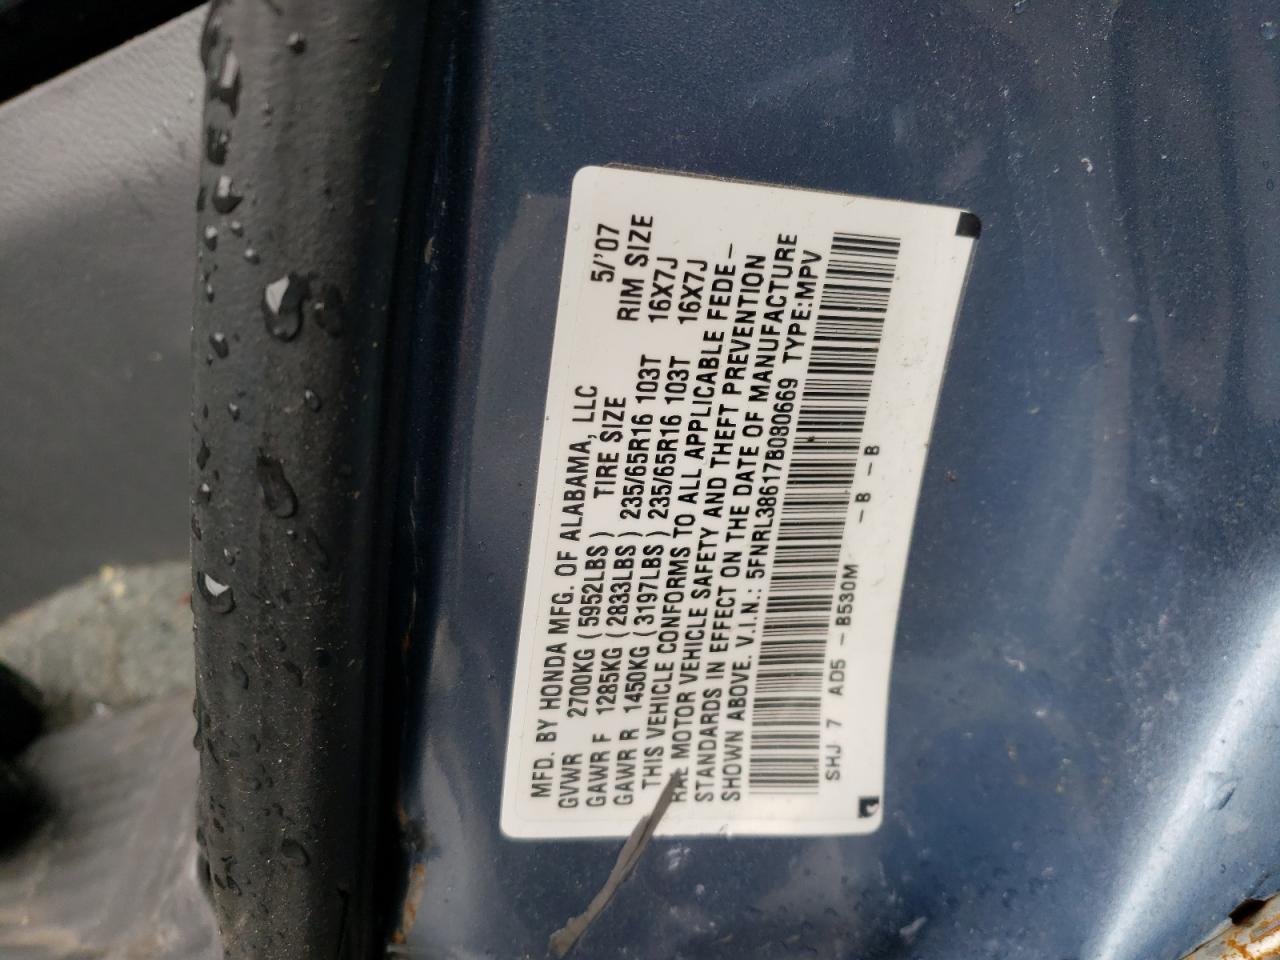 MFD. BY HONDA MFG. OF ALABAMA, LLC 5/'07
GVWR 2700KG (5952LBS) TIRE SIZE RIM SIZE
GAWR F 1285KG (2833LBS) 235/65R16 103T 16X7J
GAWR R 1450KG (3197LBS) 235/65R16 103T 16X7J
THIS VEHICLE CONFORMS TO ALL APPLICABLE FEDE-
RAL MOTOR VEHICLE SAFETY AND THEFT PREVENTION
STANDARDS IN EFFECT ON THE DATE OF MANUFACTURE
SHOWN ABOVE. V.I.N.: 5FNRL38617B080669 TYPE:MPV
SHJ 7 AD5 -B530M -B -B